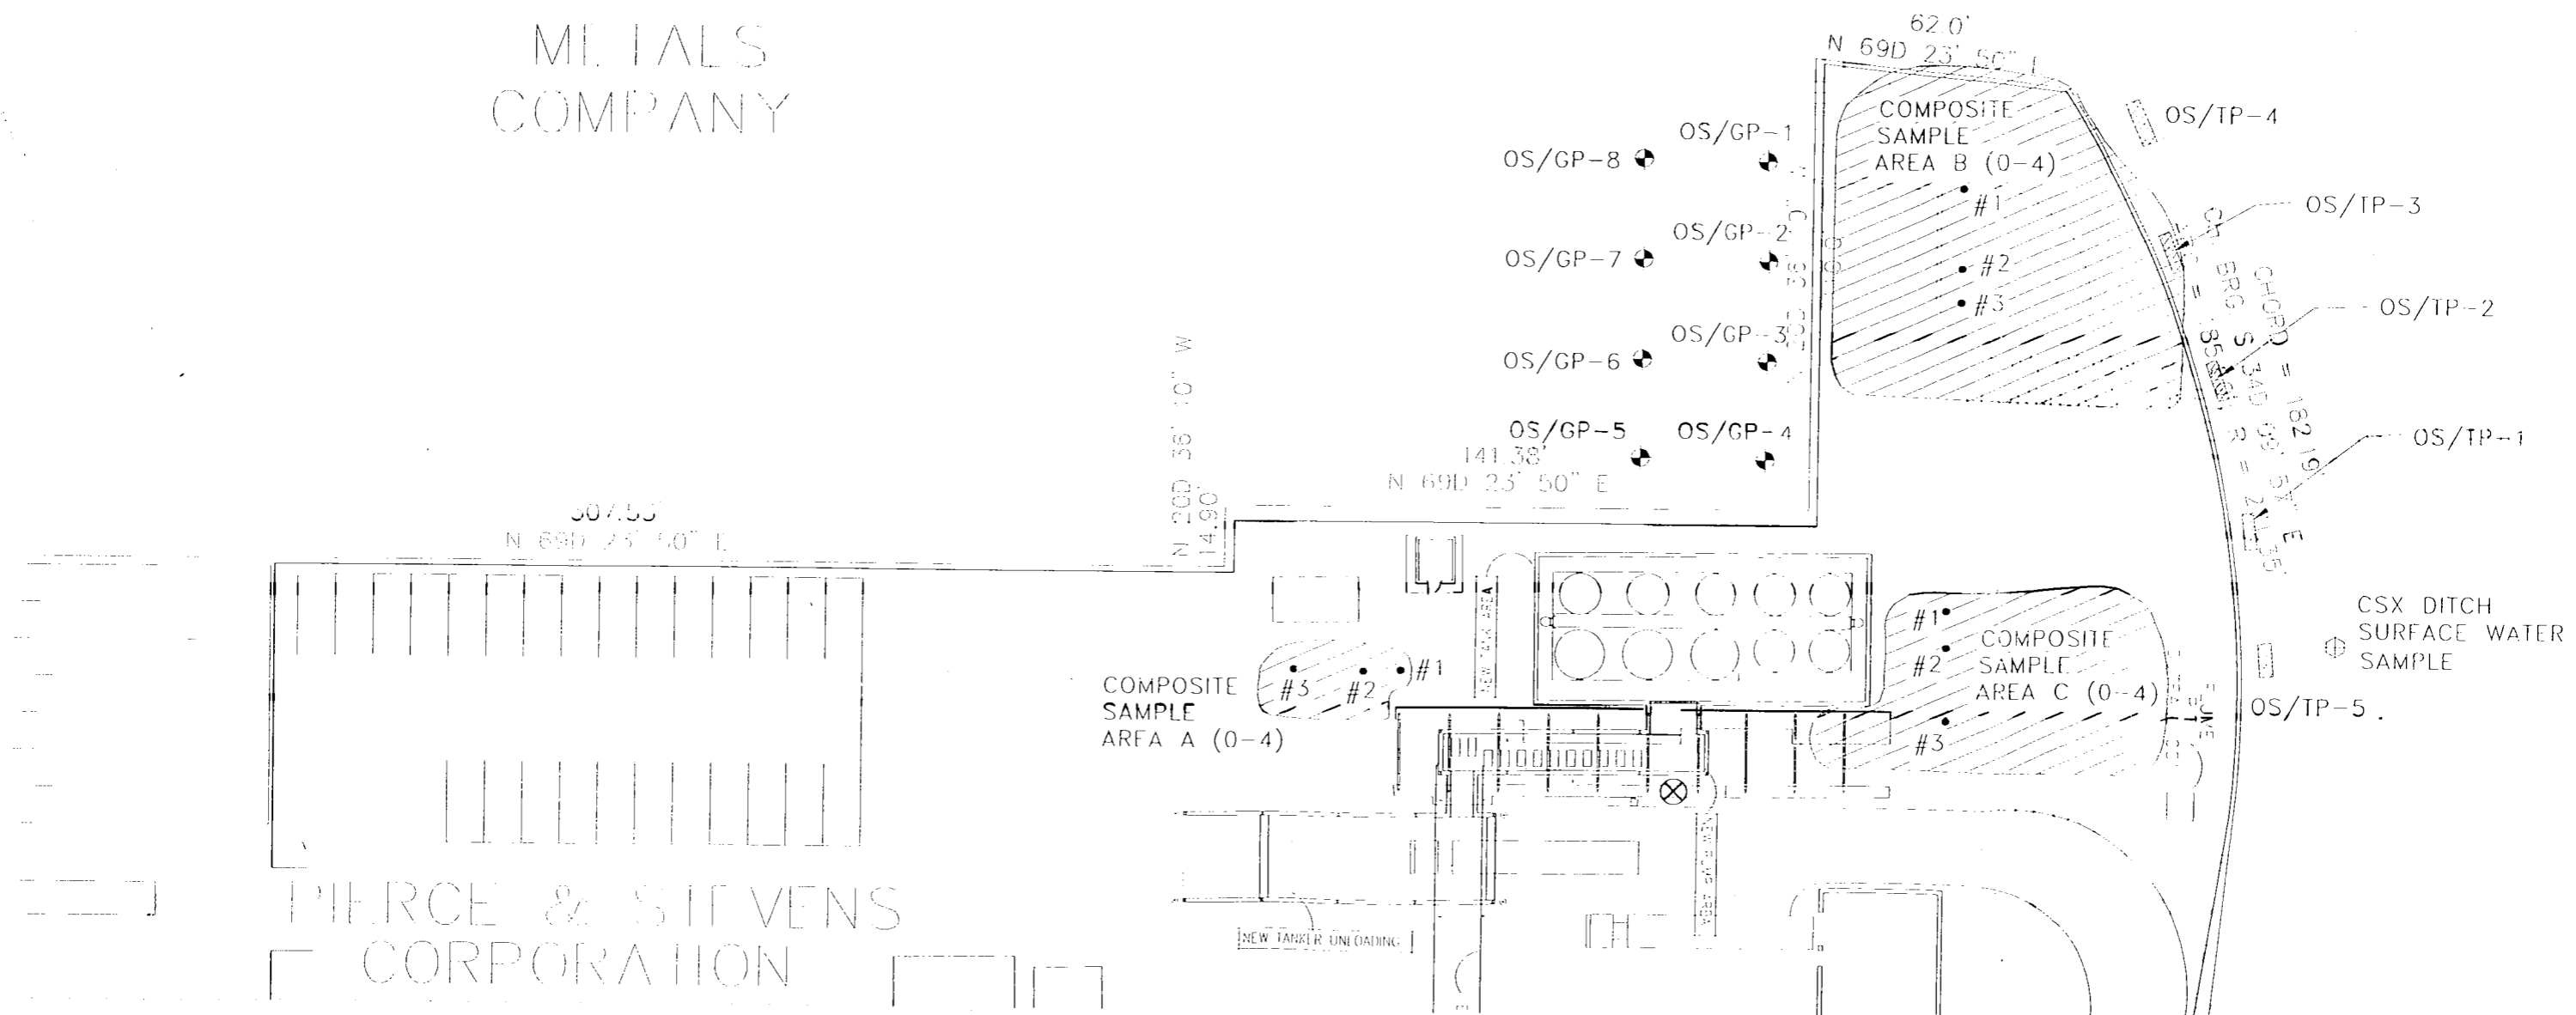 METALS
COMPANY
62.0'
N 69D 23' 50"
COMPOSITE
SAMPLE
AREA B (0-4)
#1
#2
#3
OS/TP-4
OS/TP-3
OS/TP-2
OS/TP-1
OS/GP-1
OS/GP-8
OS/GP-2
OS/GP-7
OS/GP-3
OS/GP-6
OS/GP-5
OS/GP-4
141.38'
N 69D 23' 50" E
CHORD = 182.19'
N 20D 36' 10" W
14.90'
307.55'
N 69D 23' 50" E
COMPOSITE
SAMPLE
AREA A (0-4)
#3
#2
#1
NEW TANK AREA
#1
#2
#3
COMPOSITE
SAMPLE
AREA C (0-4)
CSX DITCH
SURFACE WATER
SAMPLE
OS/TP-5
PIERCE & STEVENS
CORPORATION
NEW TANKER UNLOADING